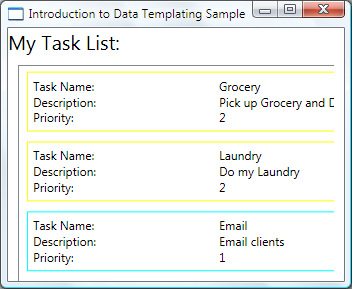 Introduction to Data Templating Sample
My Task List:
Task Name: Grocery
Description: Pick up Grocery and D
Priority: 2
Task Name: Laundry
Description: Do my Laundry
Priority: 2
Task Name: Email
Description: Email clients
Priority: 1